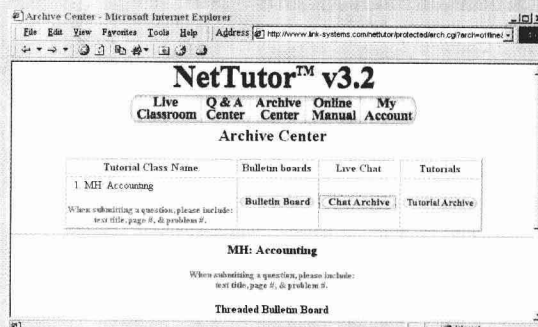 Archive Center - Microsoft Internet Explorer
File Edit View Favorites Tools Help Address http://www.link-systems.com/nettutor/protected/arch.cgi?arch=offline&
NetTutor™ v3.2
Live Classroom Q & A Center Archive Center Online Manual My Account
Archive Center
Tutorial Class Name Bulletin boards Live Chat Tutorials
1. MH Accounting
When submitting a question, please include:
text title, page #, & problem #.
Bulletin Board Chat Archive Tutorial Archive
MH: Accounting
When submitting a question, please include:
text title, page #, & problem #.
Threaded Bulletin Board